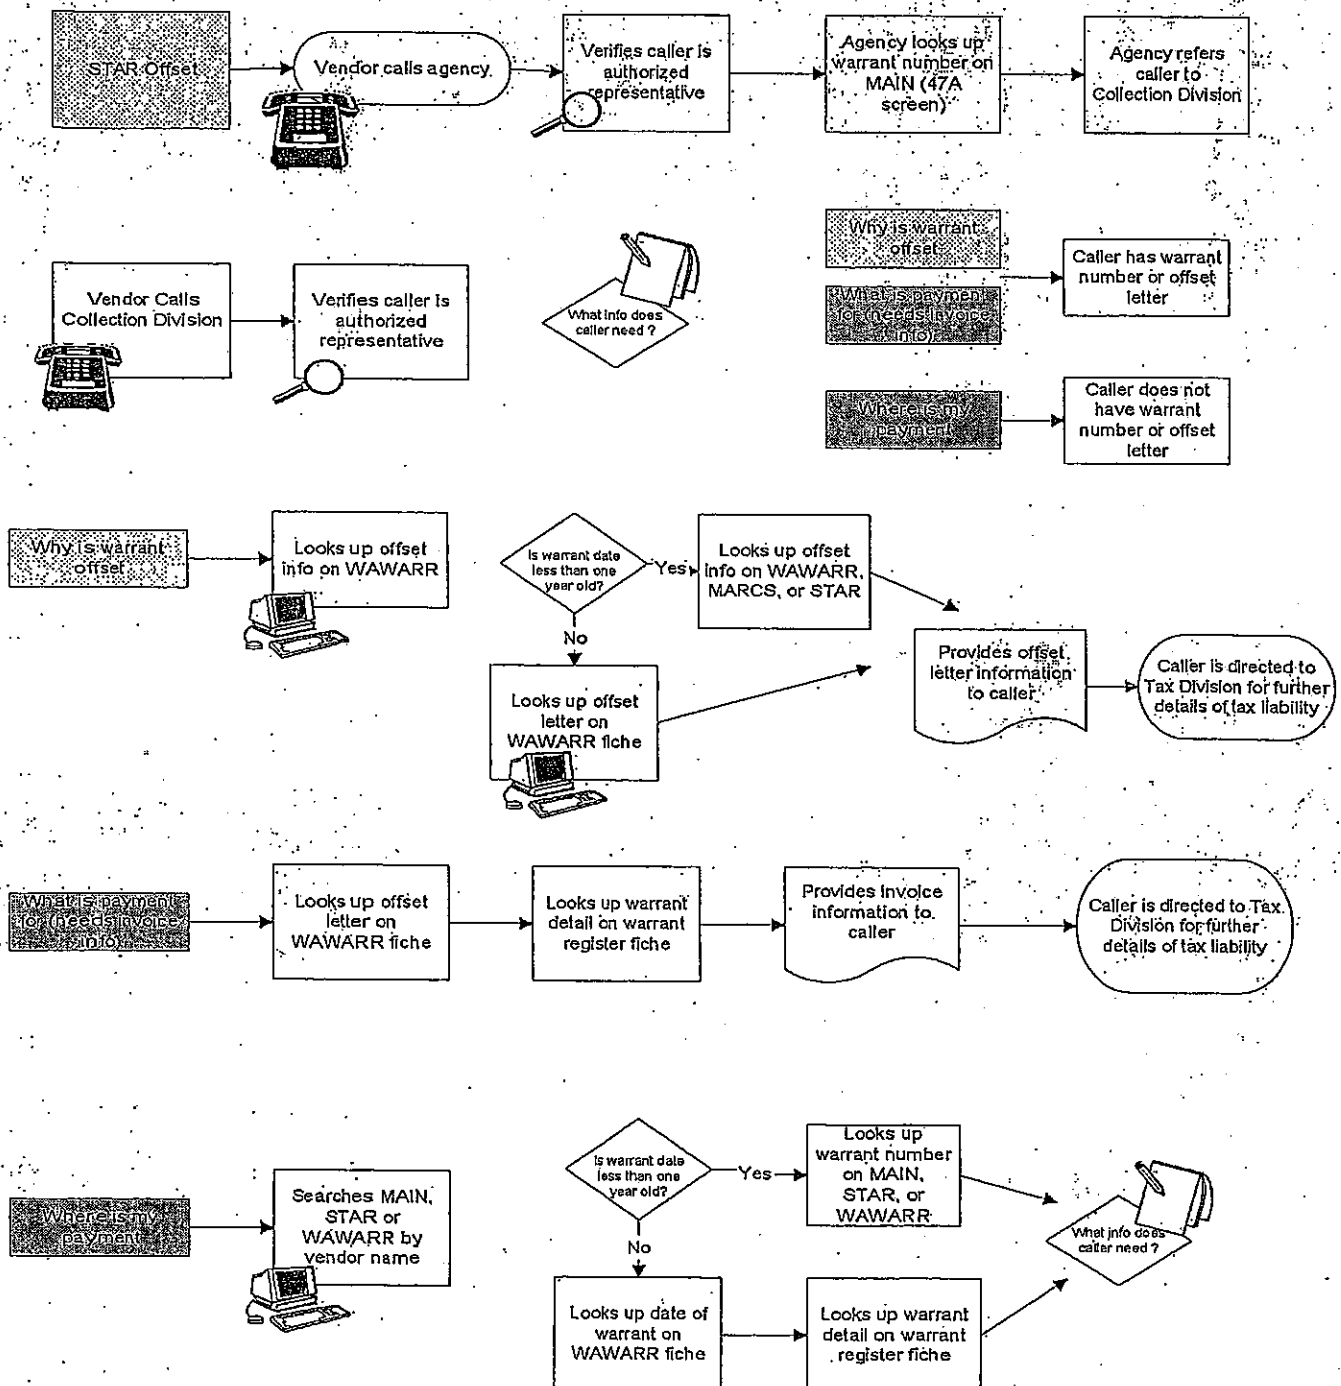 STAR Offset
Vendor calls agency
Verifies caller is
authorized
representative
Agency looks up
warrant number on
MAIN (47A
screen)
Agency refers
caller to
Collection Division
Vendor Calls
Collection Division
Verifies caller is
authorized
representative
What info does
caller need ?
Why is warrant
offset
What is payment
for (needs invoice
info)
Where is my
payment
Caller has warrant
number or offset
letter
Caller does not
have warrant
number or offset
letter
Why is warrant
offset
Looks up offset
info on WAWARR
Is warrant date
less than one
year old?
Yes
Looks up offset
info on WAWARR,
MARCS, or STAR
No
Looks up offset
letter on
WAWARR fiche
Provides offset
letter information
to caller
Caller is directed to
Tax Division for further
details of tax liability
What is payment
for (needs invoice
info)
Looks up offset
letter on
WAWARR fiche
Looks up warrant
detail on warrant
register fiche
Provides invoice
information to
caller
Caller is directed to Tax
Division for further
details of tax liability
Where is my
payment
Searches MAIN,
STAR or
WAWARR by
vendor name
Is warrant date
less than one
year old?
Yes
Looks up
warrant number
on MAIN,
STAR, or
WAWARR
What info does
caller need ?
No
Looks up date of
warrant on
WAWARR fiche
Looks up warrant
detail on warrant
register fiche